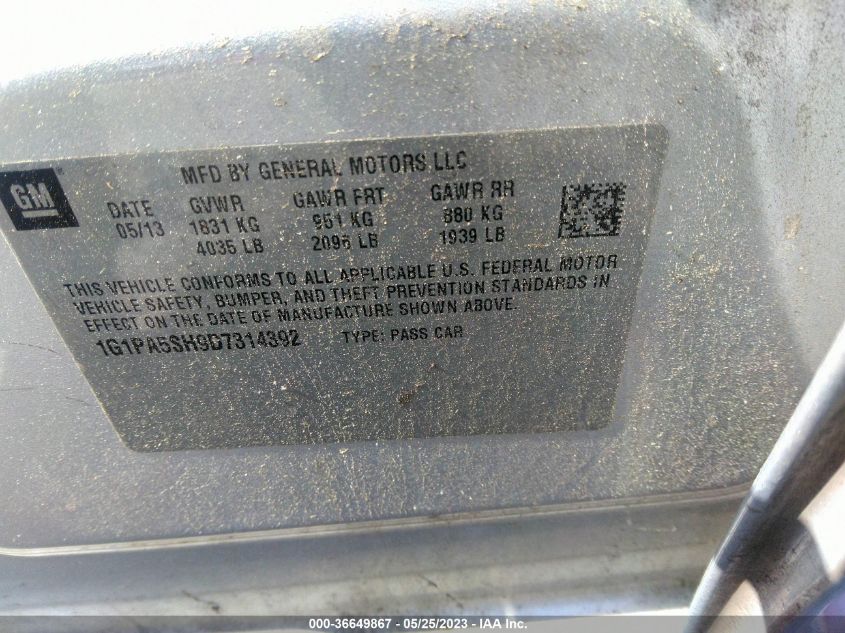 MFD BY GENERAL MOTORS LLC
GM
DATE GVWR GAWR FRT GAWR RR
05/13 1831 KG 951 KG 880 KG
4035 LB 2096 LB 1939 LB
THIS VEHICLE CONFORMS TO ALL APPLICABLE U.S. FEDERAL MOTOR
VEHICLE SAFETY, BUMPER, AND THEFT PREVENTION STANDARDS IN
EFFECT ON THE DATE OF MANUFACTURE SHOWN ABOVE.
1G1PA5SH9D7314392 TYPE: PASS CAR
000-36649867 - 05/25/2023 - IAA Inc.